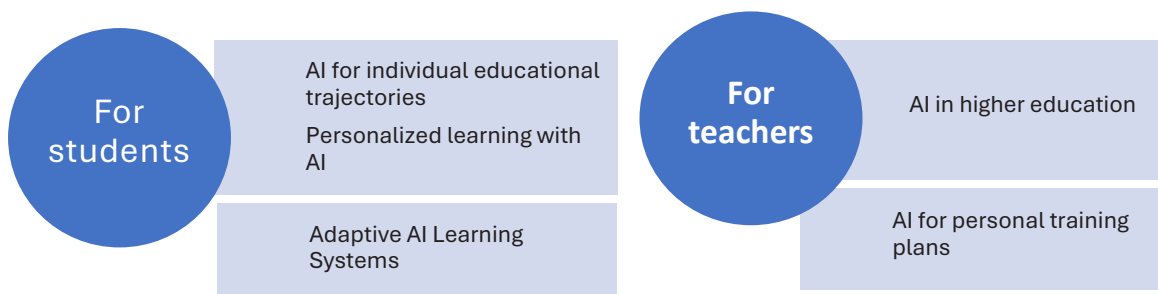 For
students
AI for individual educational
trajectories
Personalized learning with
AI
Adaptive AI Learning
Systems
For
teachers
AI in higher education
AI for personal training
plans